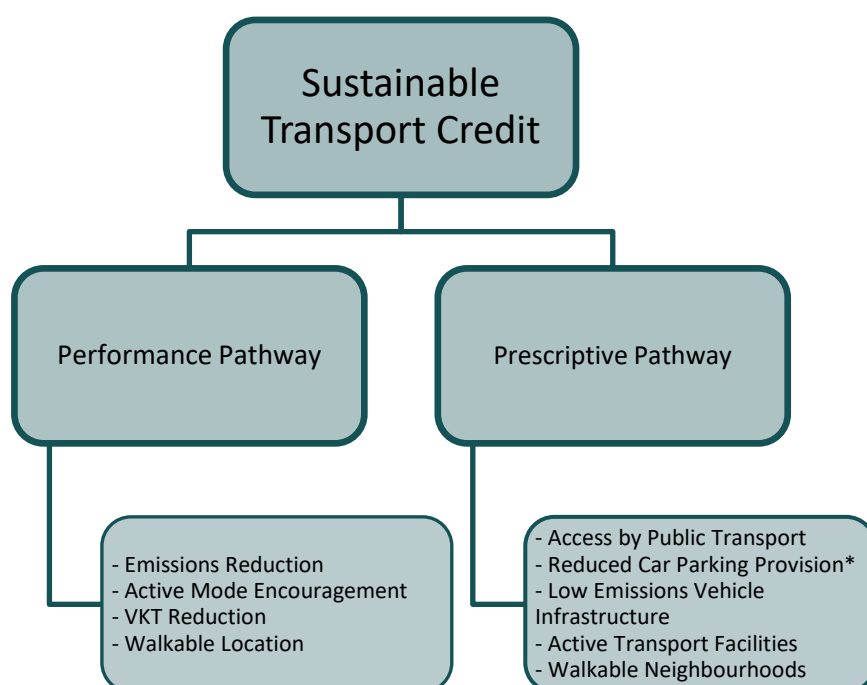 Sustainable
Transport Credit
Performance Pathway
Prescriptive Pathway
- Emissions Reduction
- Active Mode Encouragement
- VKT Reduction
- Walkable Location
- Access by Public Transport
- Reduced Car Parking Provision*
- Low Emissions Vehicle
Infrastructure
- Active Transport Facilities
- Walkable Neighbourhoods